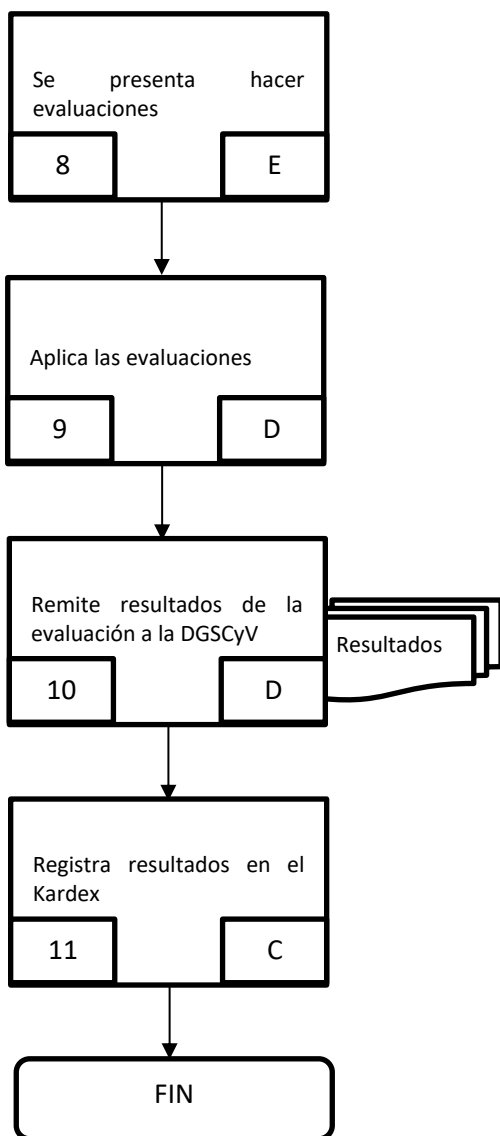 Se presenta hacer
evaluaciones
8 E
Aplica las evaluaciones
9 D
Remite resultados de la
evaluación a la DGSCyV
Resultados
10 D
Registra resultados en el
Kardex
11 C
FIN